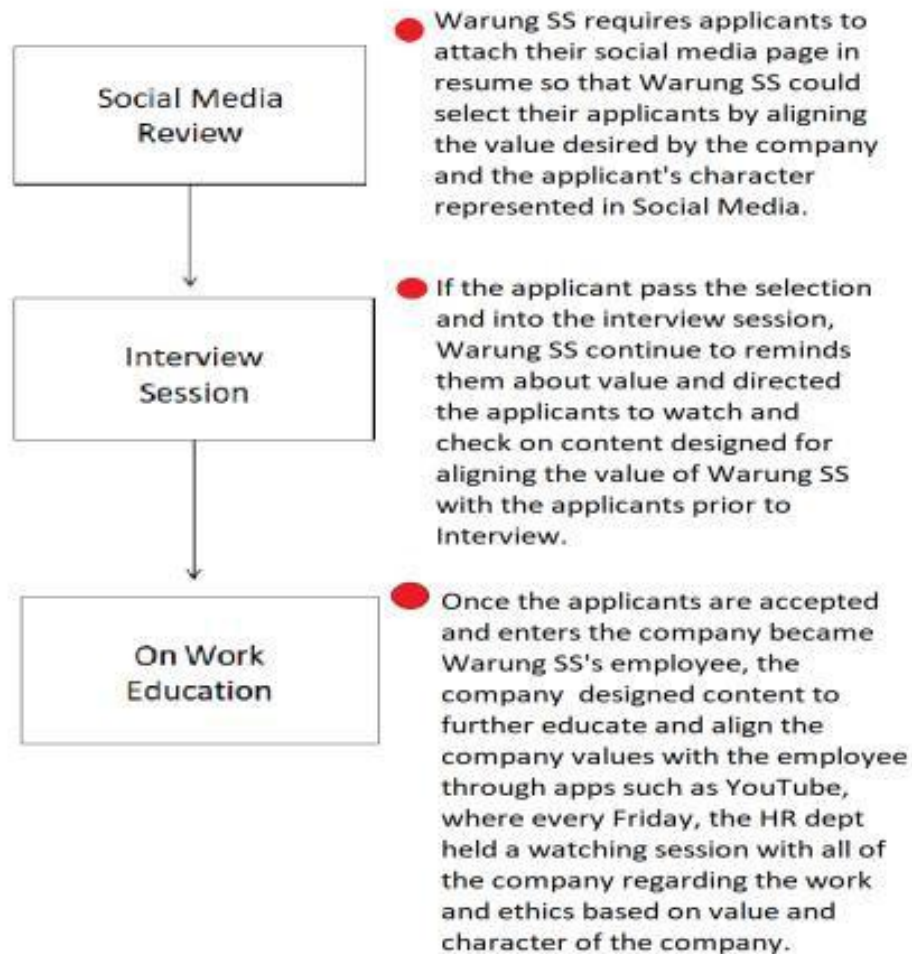 Social Media
Review
Warung SS requires applicants to
attach their social media page in
resume so that Warung SS could
select their applicants by aligning
the value desired by the company
and the applicant's character
represented in Social Media.
Interview
Session
If the applicant pass the selection
and into the interview session,
Warung SS continue to reminds
them about value and directed
the applicants to watch and
check on content designed for
aligning the value of Warung SS
with the applicants prior to
Interview.
On Work
Education
Once the applicants are accepted
and enters the company became
Warung SS's employee, the
company designed content to
further educate and align the
company values with the employee
through apps such as YouTube,
where every Friday, the HR dept
held a watching session with all of
the company regarding the work
and ethics based on value and
character of the company.